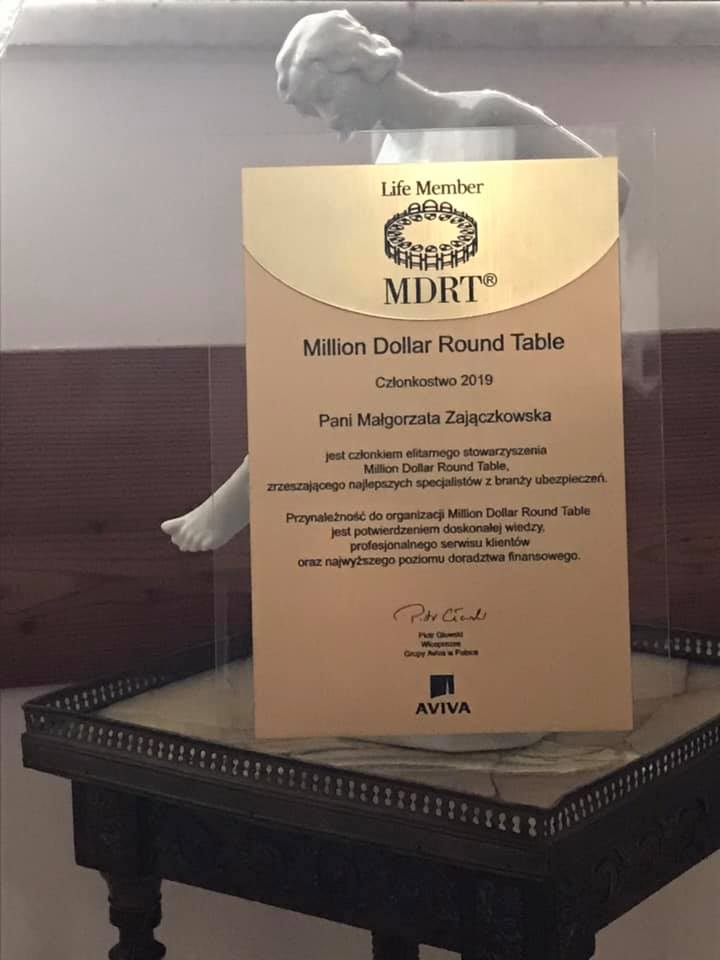 Life Member
MDRT®
Million Dollar Round Table
Członkostwo 2019
Pani Małgorzata Zajączkowska
jest członkiem elitarnego stowarzyszenia
Million Dollar Round Table,
zrzeszającego najlepszych specjalistów z branży ubezpieczeń.
Przynależność do organizacji Million Dollar Round Table
jest potwierdzeniem doskonałej wiedzy,
profesjonalnego serwisu klientów
oraz najwyższego poziomu doradztwa finansowego.
Piotr
Wiceprezes
Grupy Aviva w Polsce
AVIVA